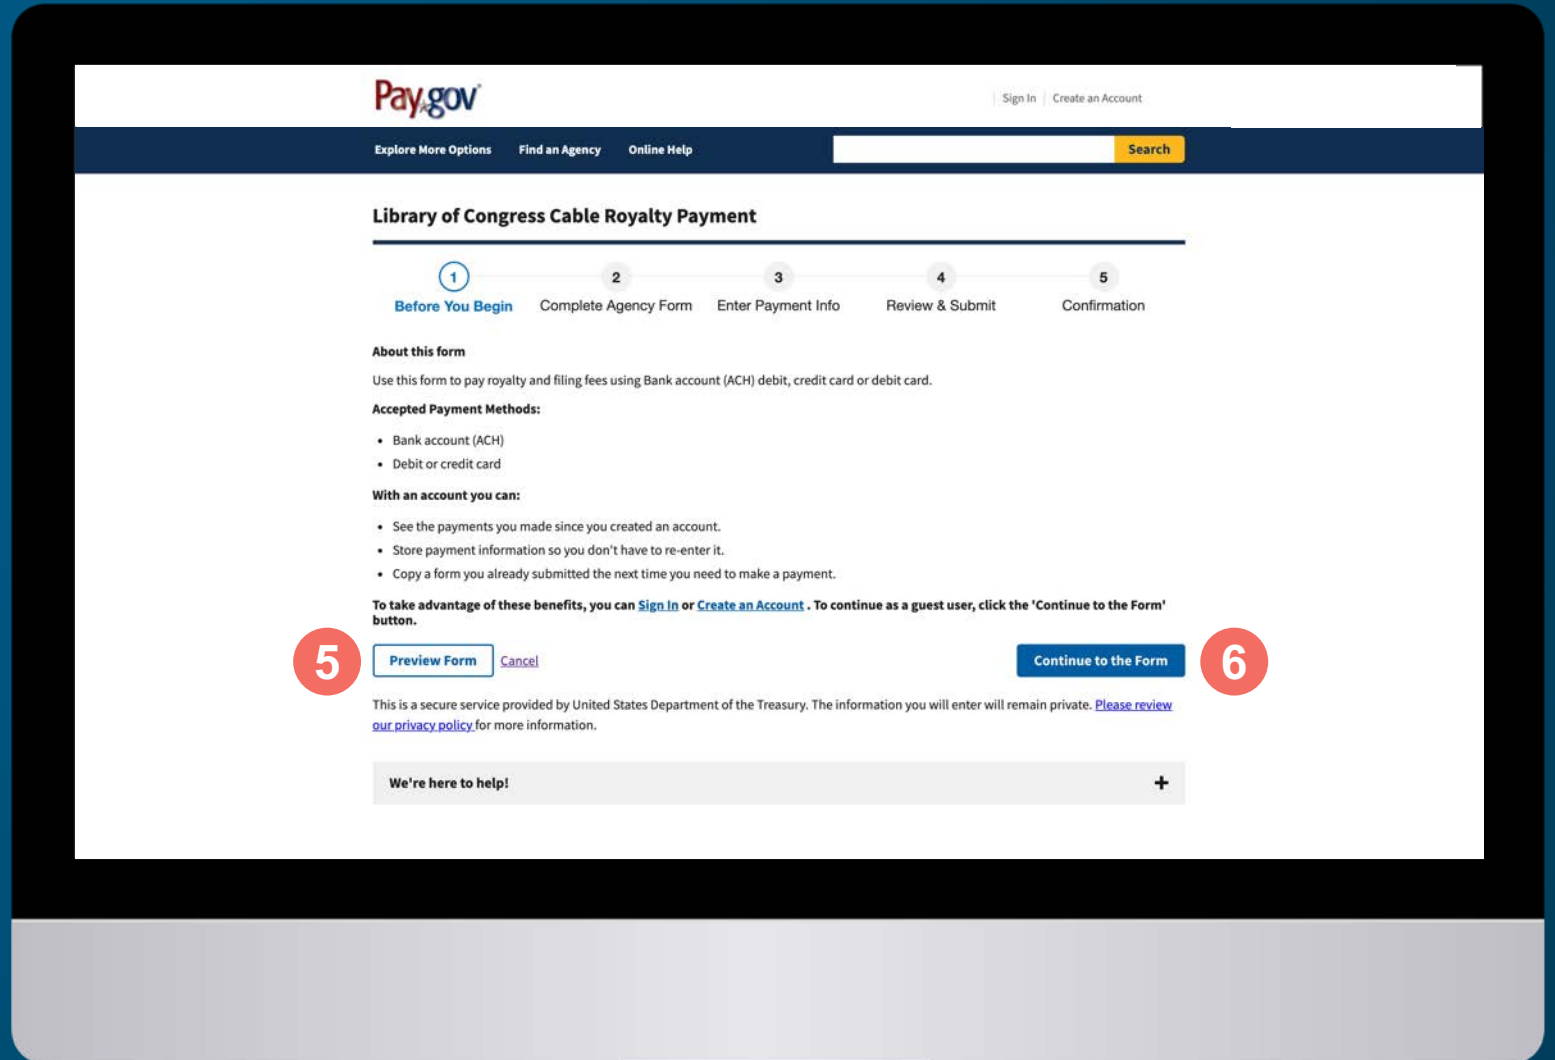 Pay.gov
Sign In Create an Account
Explore More Options Find an Agency Online Help Search
Library of Congress Cable Royalty Payment
1 2 3 4 5
Before You Begin Complete Agency Form Enter Payment Info Review & Submit Confirmation
About this form
Use this form to pay royalty and filing fees using Bank account (ACH) debit, credit card or debit card.
Accepted Payment Methods:
• Bank account (ACH)
• Debit or credit card
With an account you can:
• See the payments you made since you created an account.
• Store payment information so you don't have to re-enter it.
• Copy a form you already submitted the next time you need to make a payment.
To take advantage of these benefits, you can Sign In or Create an Account . To continue as a guest user, click the 'Continue to the Form'
button.
5 Preview Form Cancel Continue to the Form 6
This is a secure service provided by United States Department of the Treasury. The information you will enter will remain private. Please review
our privacy policy for more information.
We're here to help! +